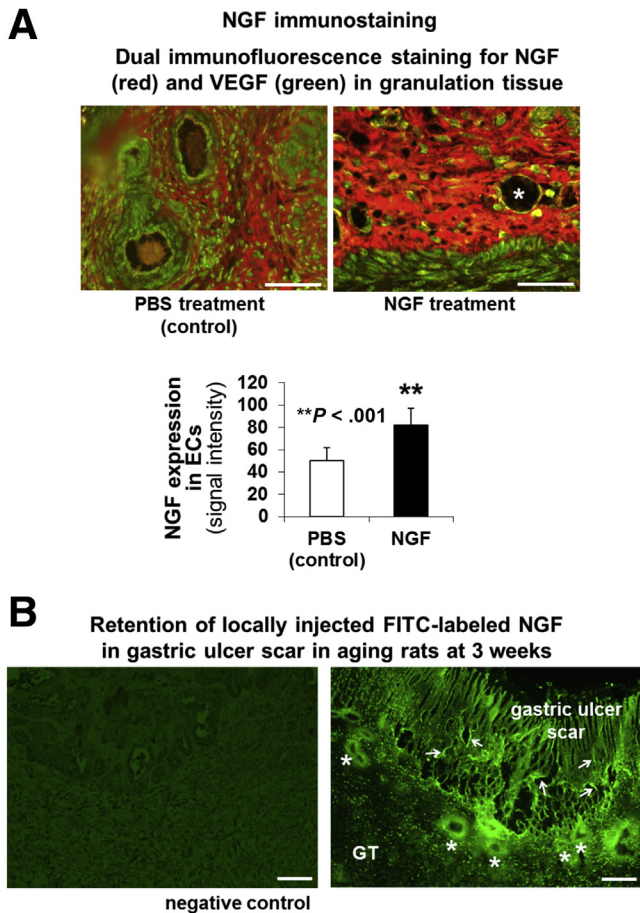 A
NGF immunostaining
Dual immunofluorescence staining for NGF
(red) and VEGF (green) in granulation tissue
*
PBS treatment
(control)
NGF treatment
NGF expression
in ECs
(signal intensity)
120
100
80
60
40
20
0
**P < .001
**
PBS
(control)
NGF
B
Retention of locally injected FITC-labeled NGF
in gastric ulcer scar in aging rats at 3 weeks
gastric ulcer
scar
*
GT
* * * *
negative control